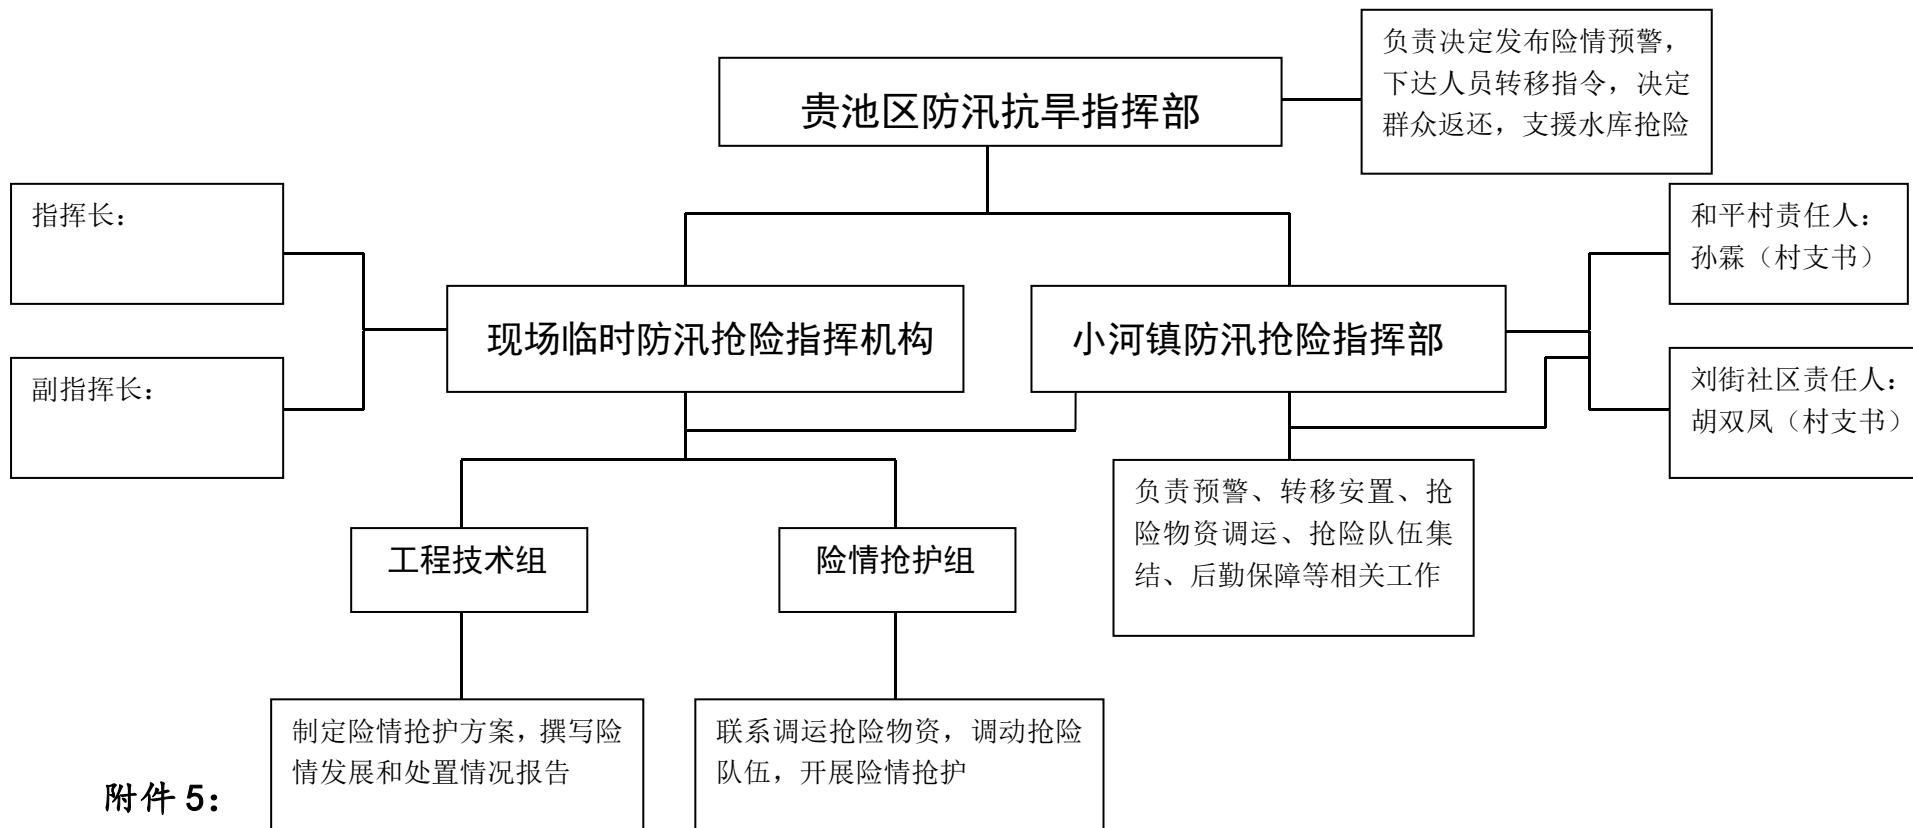 负责决定发布险情预警，
下达人员转移指令，决定
群众返还，支援水库抢险
贵池区防汛抗旱指挥部
指挥长：
和平村责任人：
孙霖（村支书）
现场临时防汛抢险指挥机构
小河镇防汛抢险指挥部
副指挥长：
刘街社区责任人：
胡双凤（村支书）
负责预警、转移安置、抢
险物资调运、抢险队伍集
结、后勤保障等相关工作
工程技术组
险情抢护组
制定险情抢护方案，撰写险
情发展和处置情况报告
联系调运抢险物资，调动抢险
队伍，开展险情抢护
附件 5：